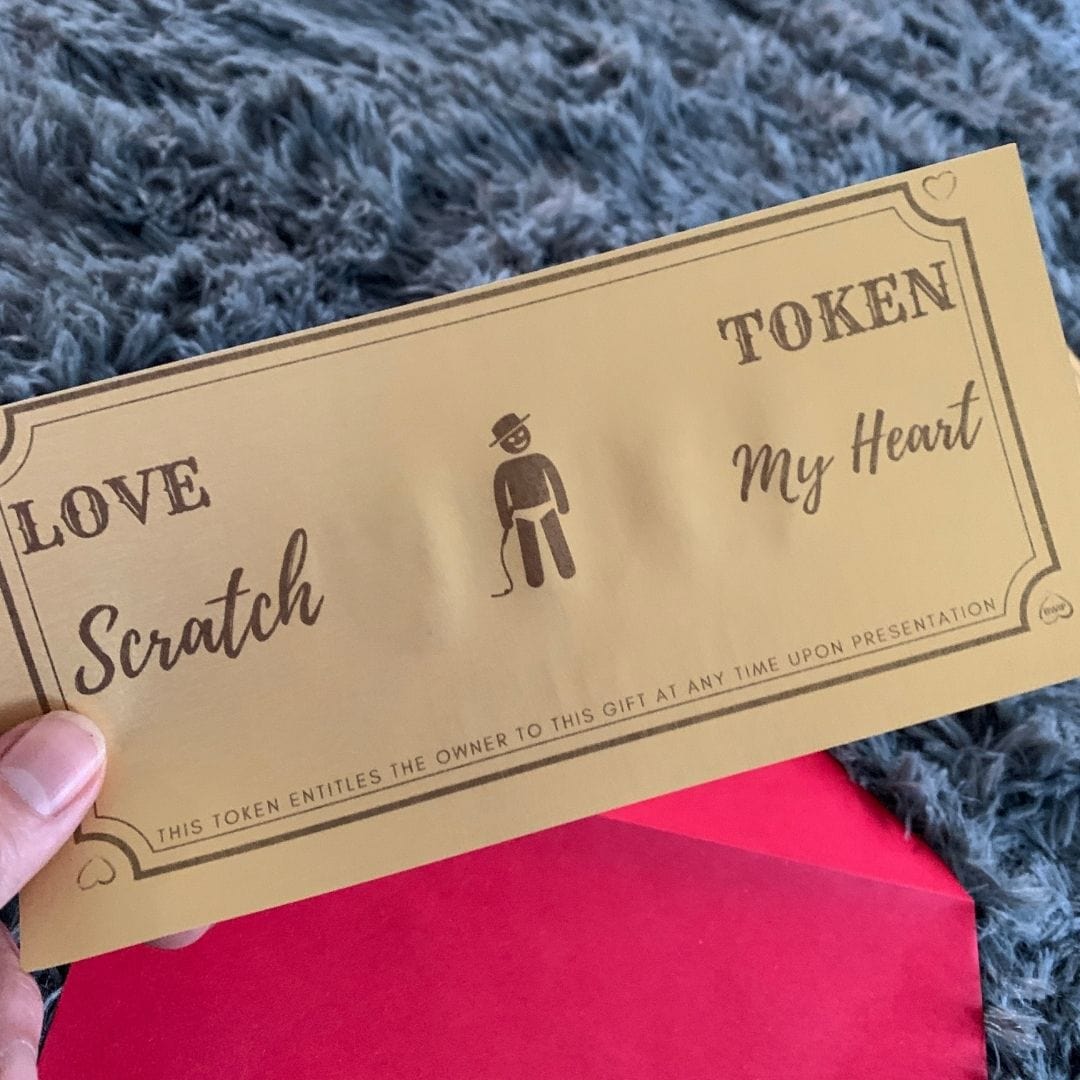 LOVE TOKEN
Scratch My Heart
THIS TOKEN ENTITLES THE OWNER TO THIS GIFT AT ANY TIME UPON PRESENTATION